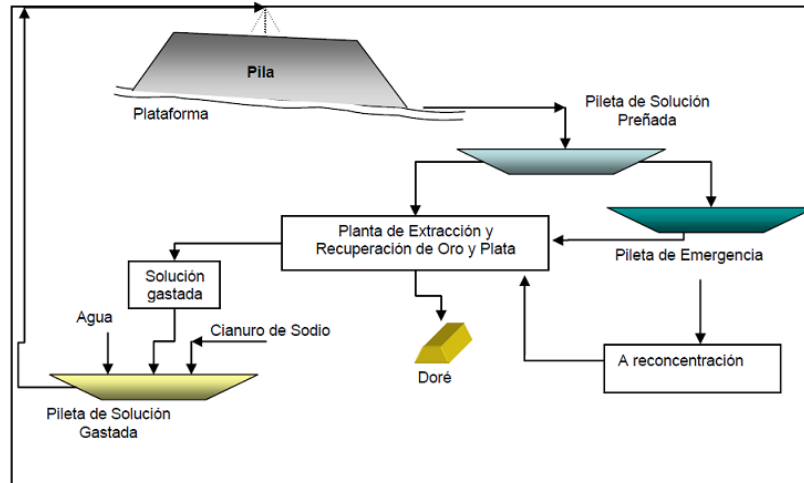 Pila
Plataforma
Pileta de Solución
Preñada
Planta de Extracción y
Recuperación de Oro y Plata
Pileta de Emergencia
Solución
gastada
Agua
Cianuro de Sodio
Doré
A reconcentración
Pileta de Solución
Gastada